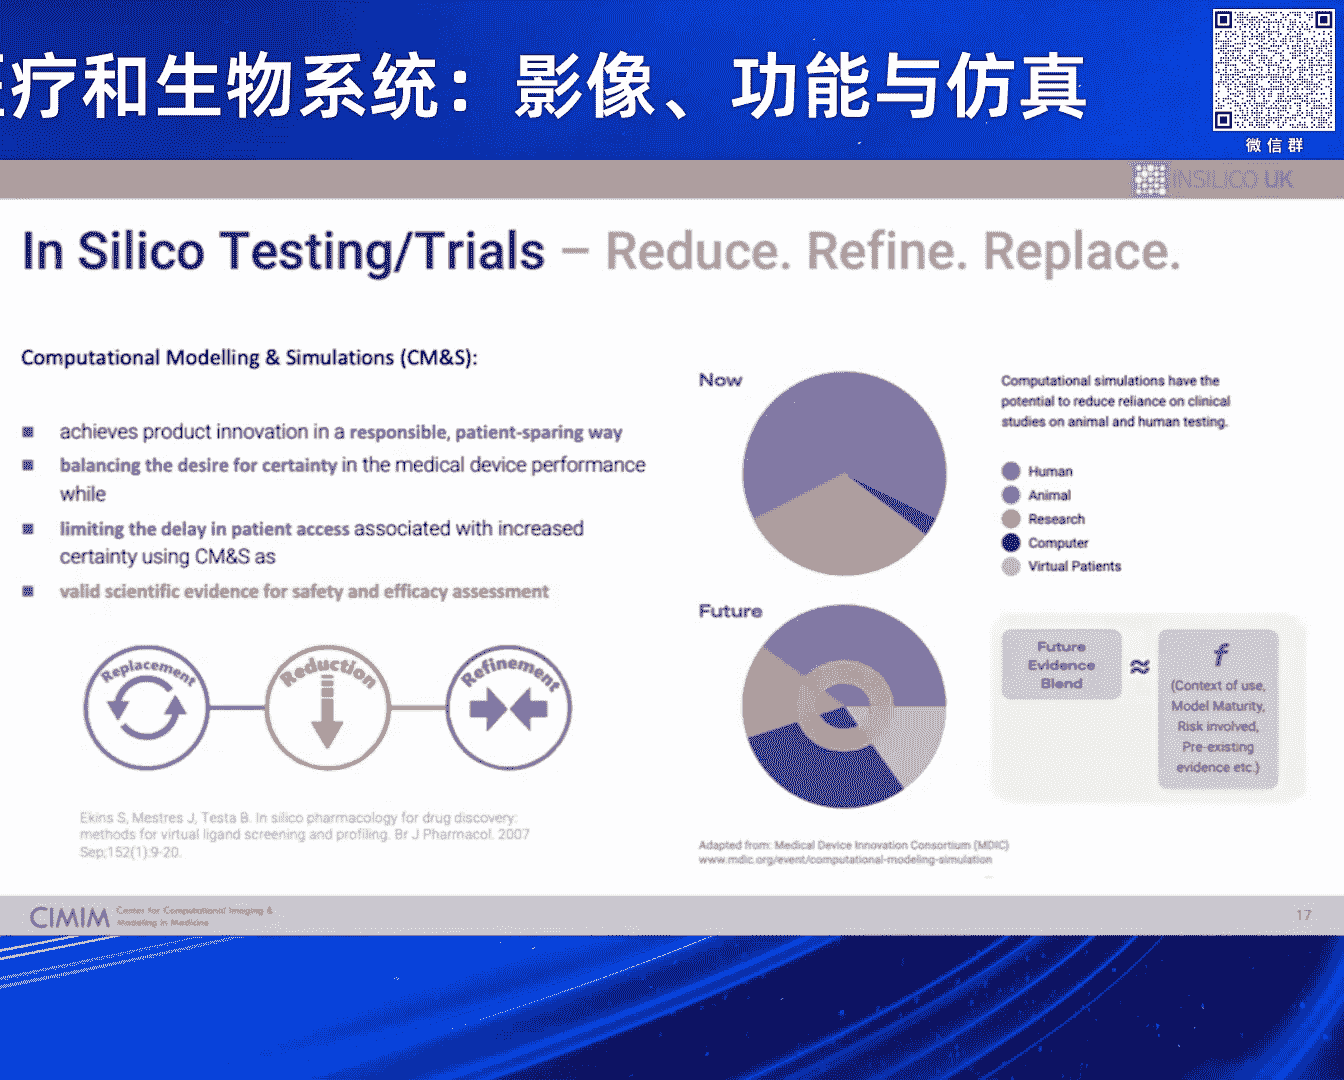 疗和生物系统：影像、功能与仿真
微信群
INSILICO UK
In Silico Testing/Trials – Reduce. Refine. Replace.
Computational Modelling & Simulations (CM&S):
achieves product innovation in a responsible, patient-sparing way
balancing the desire for certainty in the medical device performance
while
limiting the delay in patient access associated with increased
certainty using CM&S as
valid scientific evidence for safety and efficacy assessment
Replacement
Reduction
Refinement
Ekins S, Mestres J, Testa B. In silico pharmacology for drug discovery:
methods for virtual ligand screening and profiling. Br J Pharmacol. 2007
Sep;152(1):9-20.
Now
Computational simulations have the
potential to reduce reliance on clinical
studies on animal and human testing.
Human
Animal
Research
Computer
Virtual Patients
Future
Future
Evidence
Blend
≈
f
(Context of use,
Model Maturity,
Risk involved,
Pre-existing
evidence etc.)
Adapted from: Medical Device Innovation Consortium (MDIC)
www.mdic.org/event/computational-modeling-simulation
CIMIM
Center for Computational Imaging &
Modeling in Medicine
17